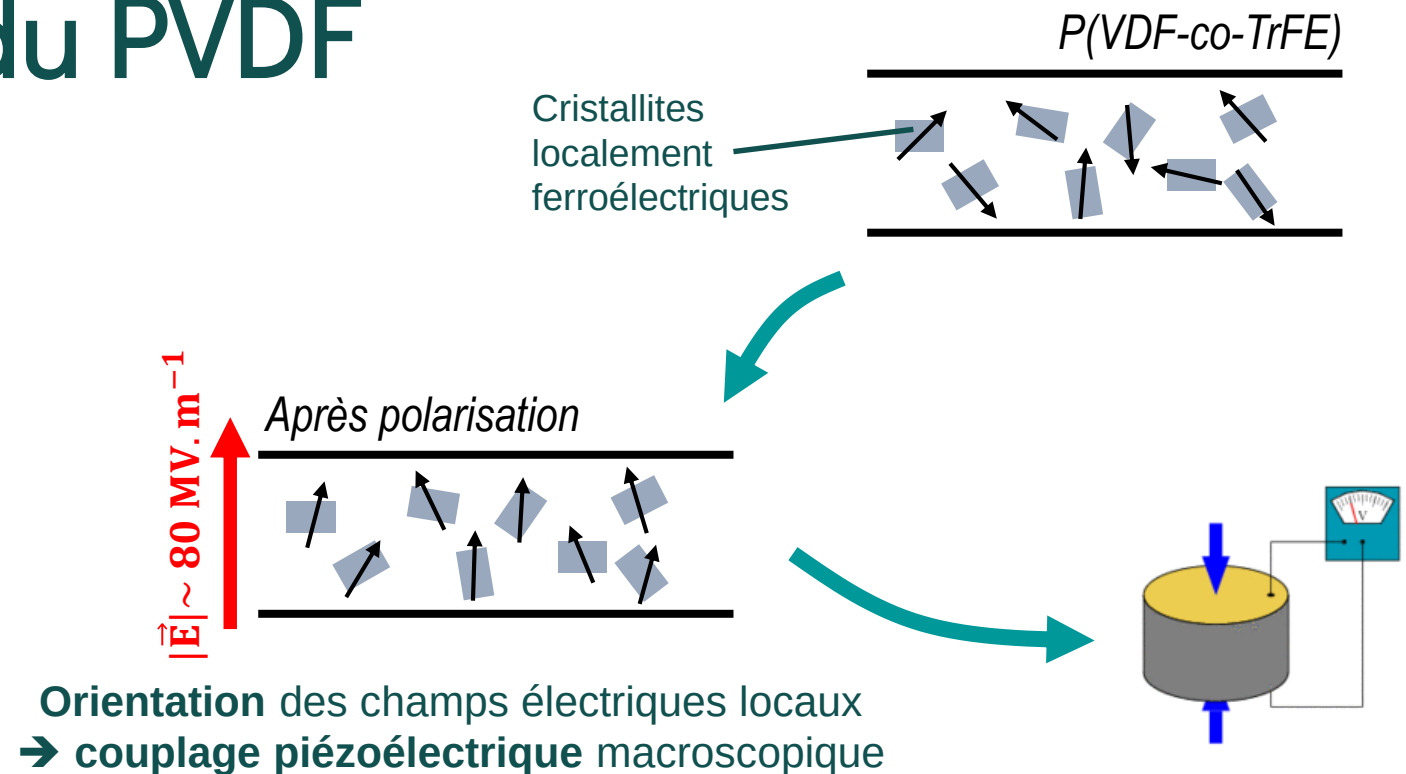 du PVDF
P(VDF-co-TrFE)
Cristallites
localement
ferroélectriques
|E⃗| ~ 80 MV. m⁻¹
Après polarisation
V
Orientation des champs électriques locaux
➔ couplage piézoélectrique macroscopique